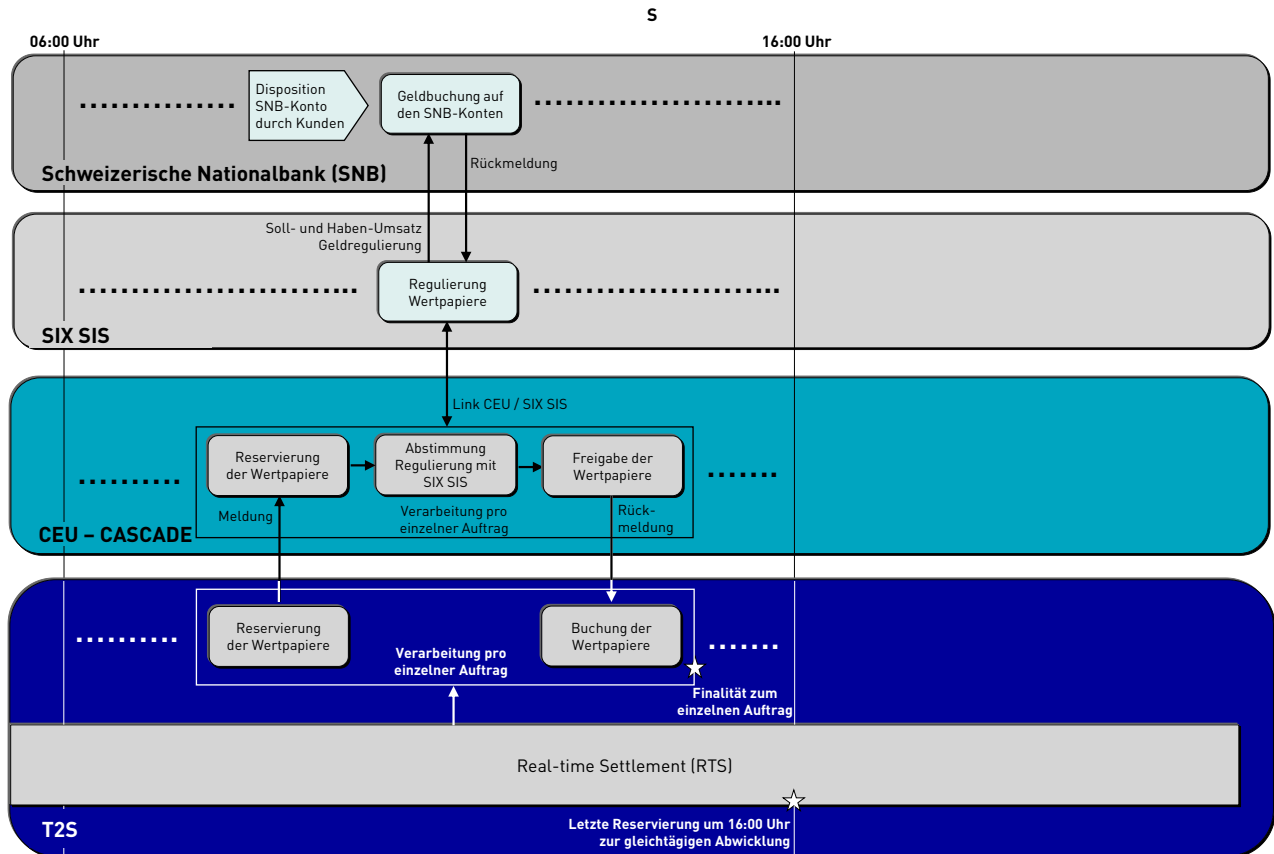 S
06:00 Uhr
16:00 Uhr
Disposition
SNB-Konto
durch Kunden
Geldbuchung auf
den SNB-Konten
Rückmeldung
Schweizerische Nationalbank (SNB)
Soll- und Haben-Umsatz
Geldregulierung
Regulierung
Wertpapiere
SIX SIS
Link CEU / SIX SIS
Reservierung
der Wertpapiere
Abstimmung
Regulierung mit
SIX SIS
Freigabe der
Wertpapiere
Meldung
Verarbeitung pro
einzelner Auftrag
Rück-
meldung
CEU – CASCADE
Reservierung
der Wertpapiere
Verarbeitung pro
einzelner Auftrag
Buchung der
Wertpapiere
Finalität zum
einzelnen Auftrag
Real-time Settlement (RTS)
T2S
Letzte Reservierung um 16:00 Uhr
zur gleichtägigen Abwicklung